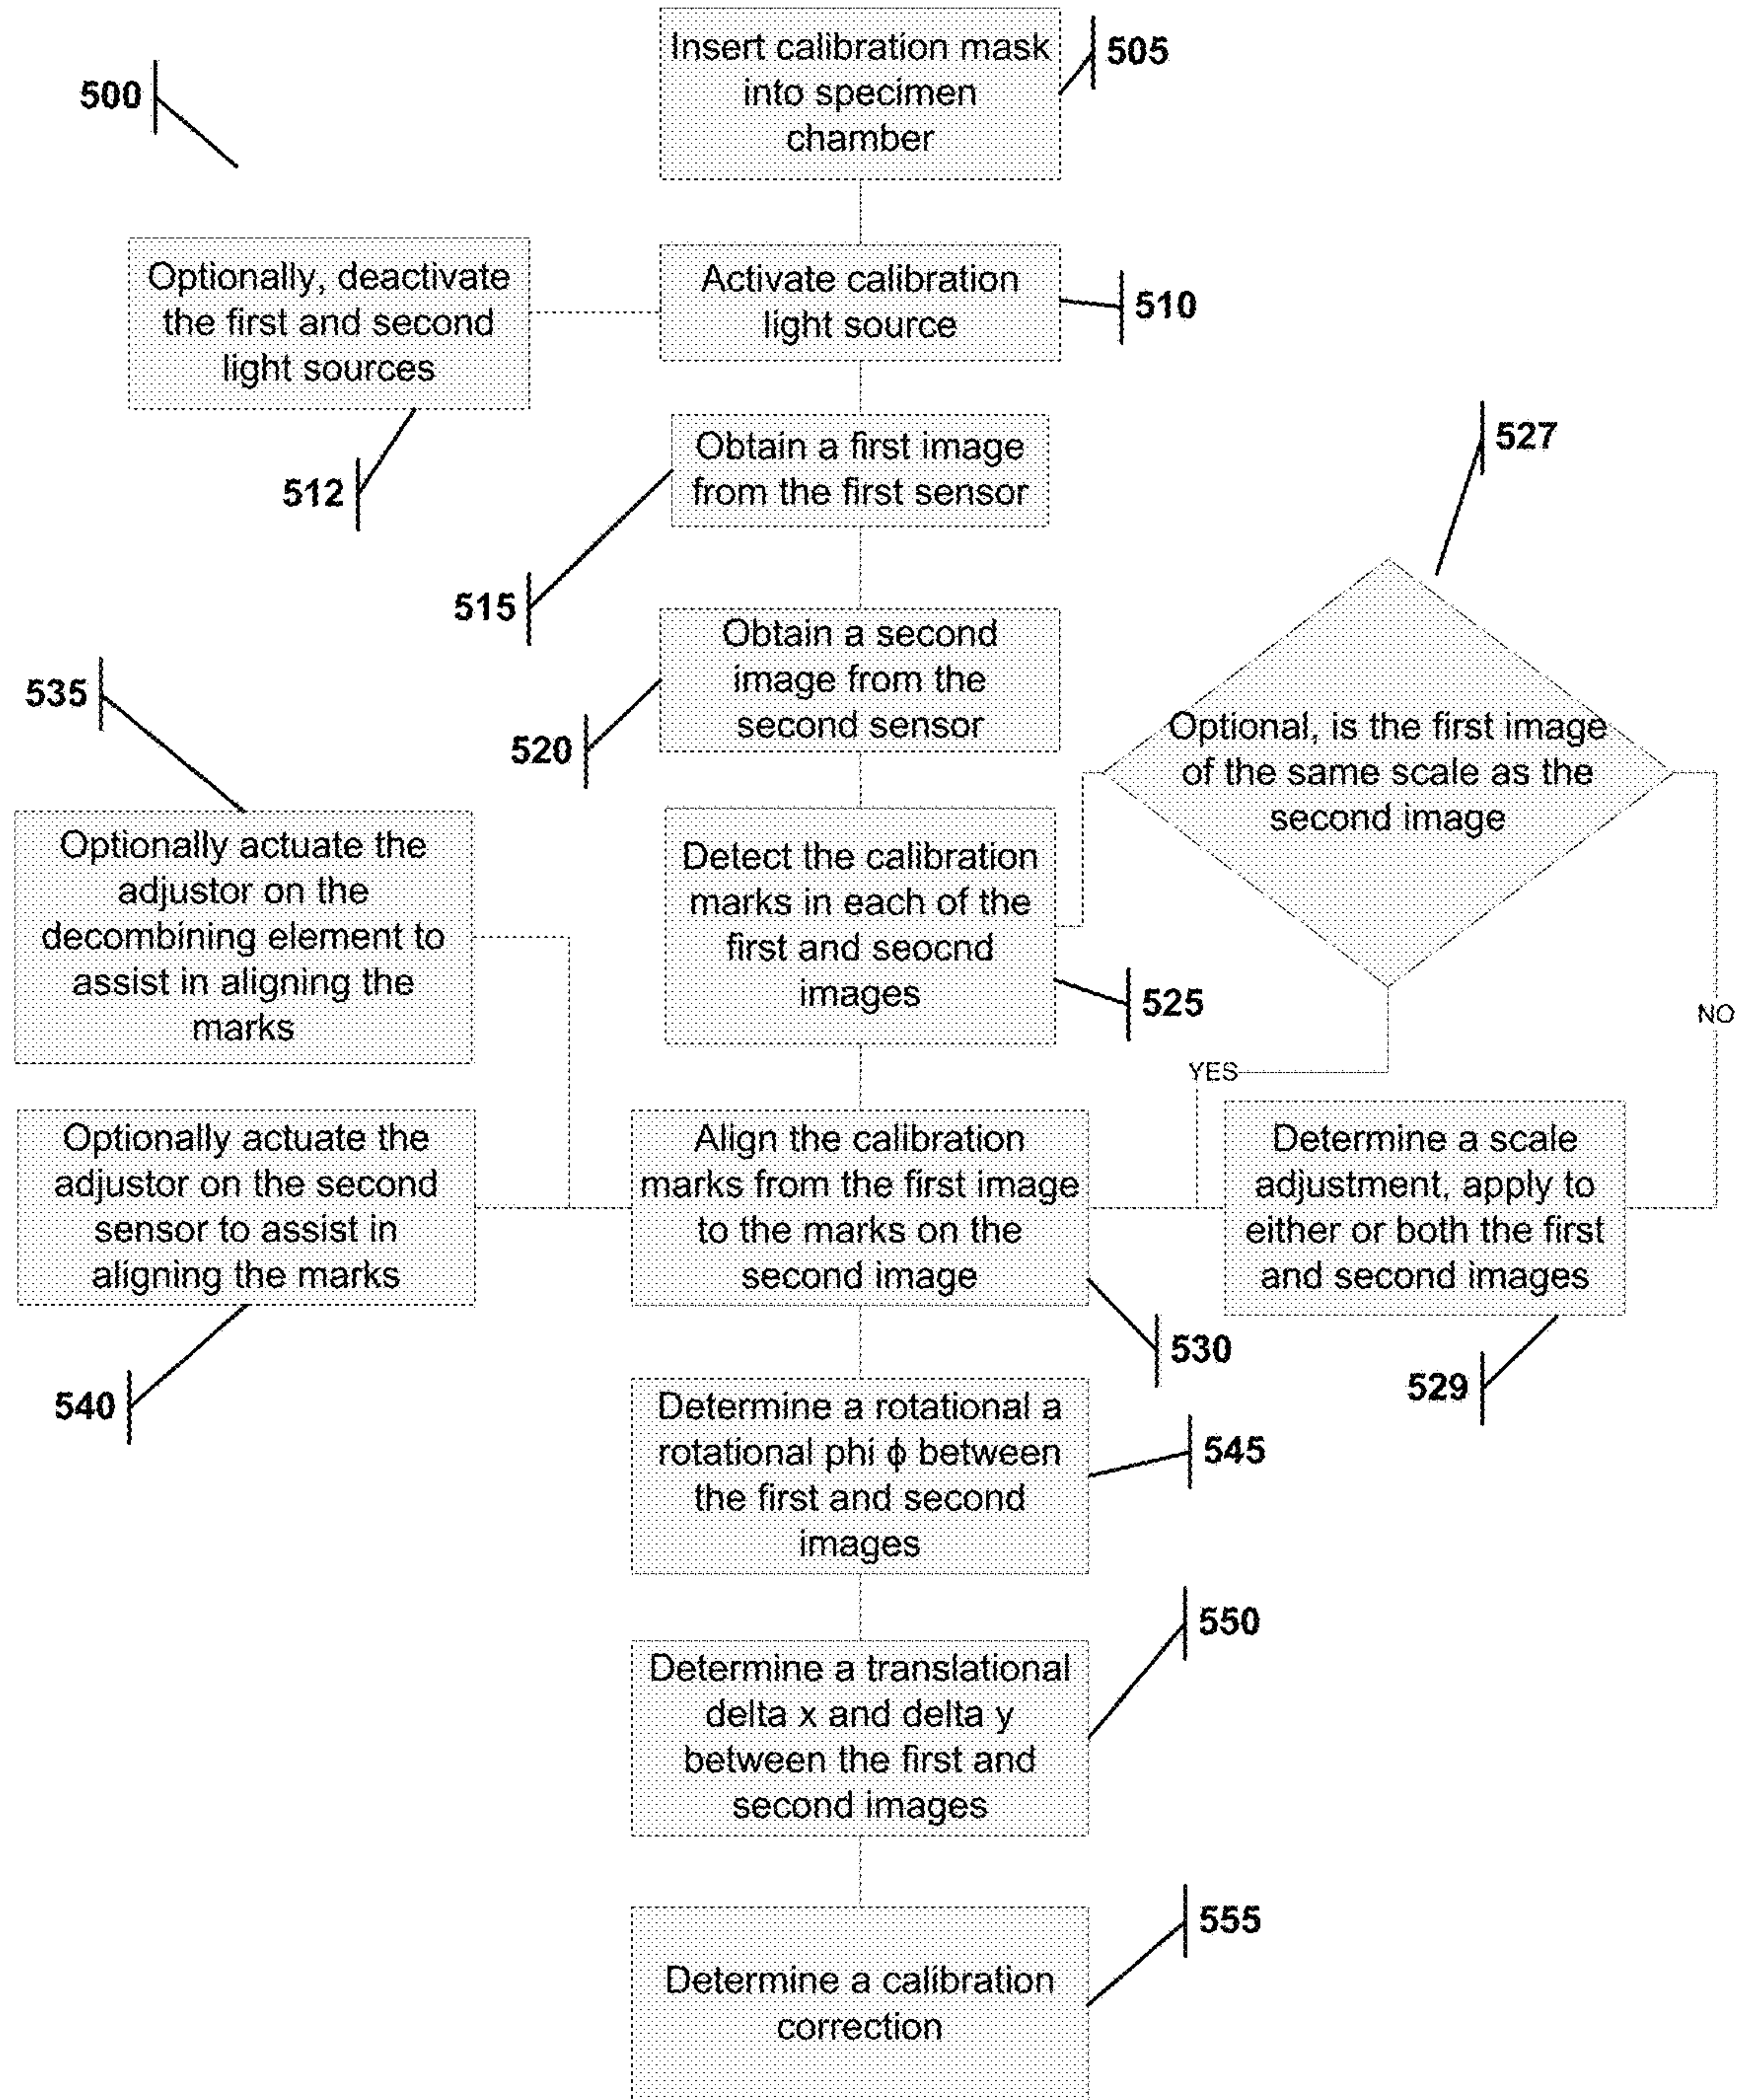 Insert calibration mask
into specimen
chamber
505
500
Optionally, deactivate
the first and second
light sources
Activate calibration
light source
510
512
Obtain a first image
from the first sensor
515
527
Obtain a second
image from the
second sensor
520
Optional, is the first image
of the same scale as the
second image
535
Optionally actuate the
adjustor on the
decombining element to
assist in aligning the
marks
Detect the calibration
marks in each of the
first and seocnd
images
525
NO
YES
Optionally actuate the
adjustor on the second
sensor to assist in
aligning the marks
Align the calibration
marks from the first image
to the marks on the
second image
Determine a scale
adjustment, apply to
either or both the first
and second images
530
529
540
Determine a rotational a
rotational phi ϕ between
the first and second
images
545
550
Determine a translational
delta x and delta y
between the first and
second images
555
Determine a calibration
correction